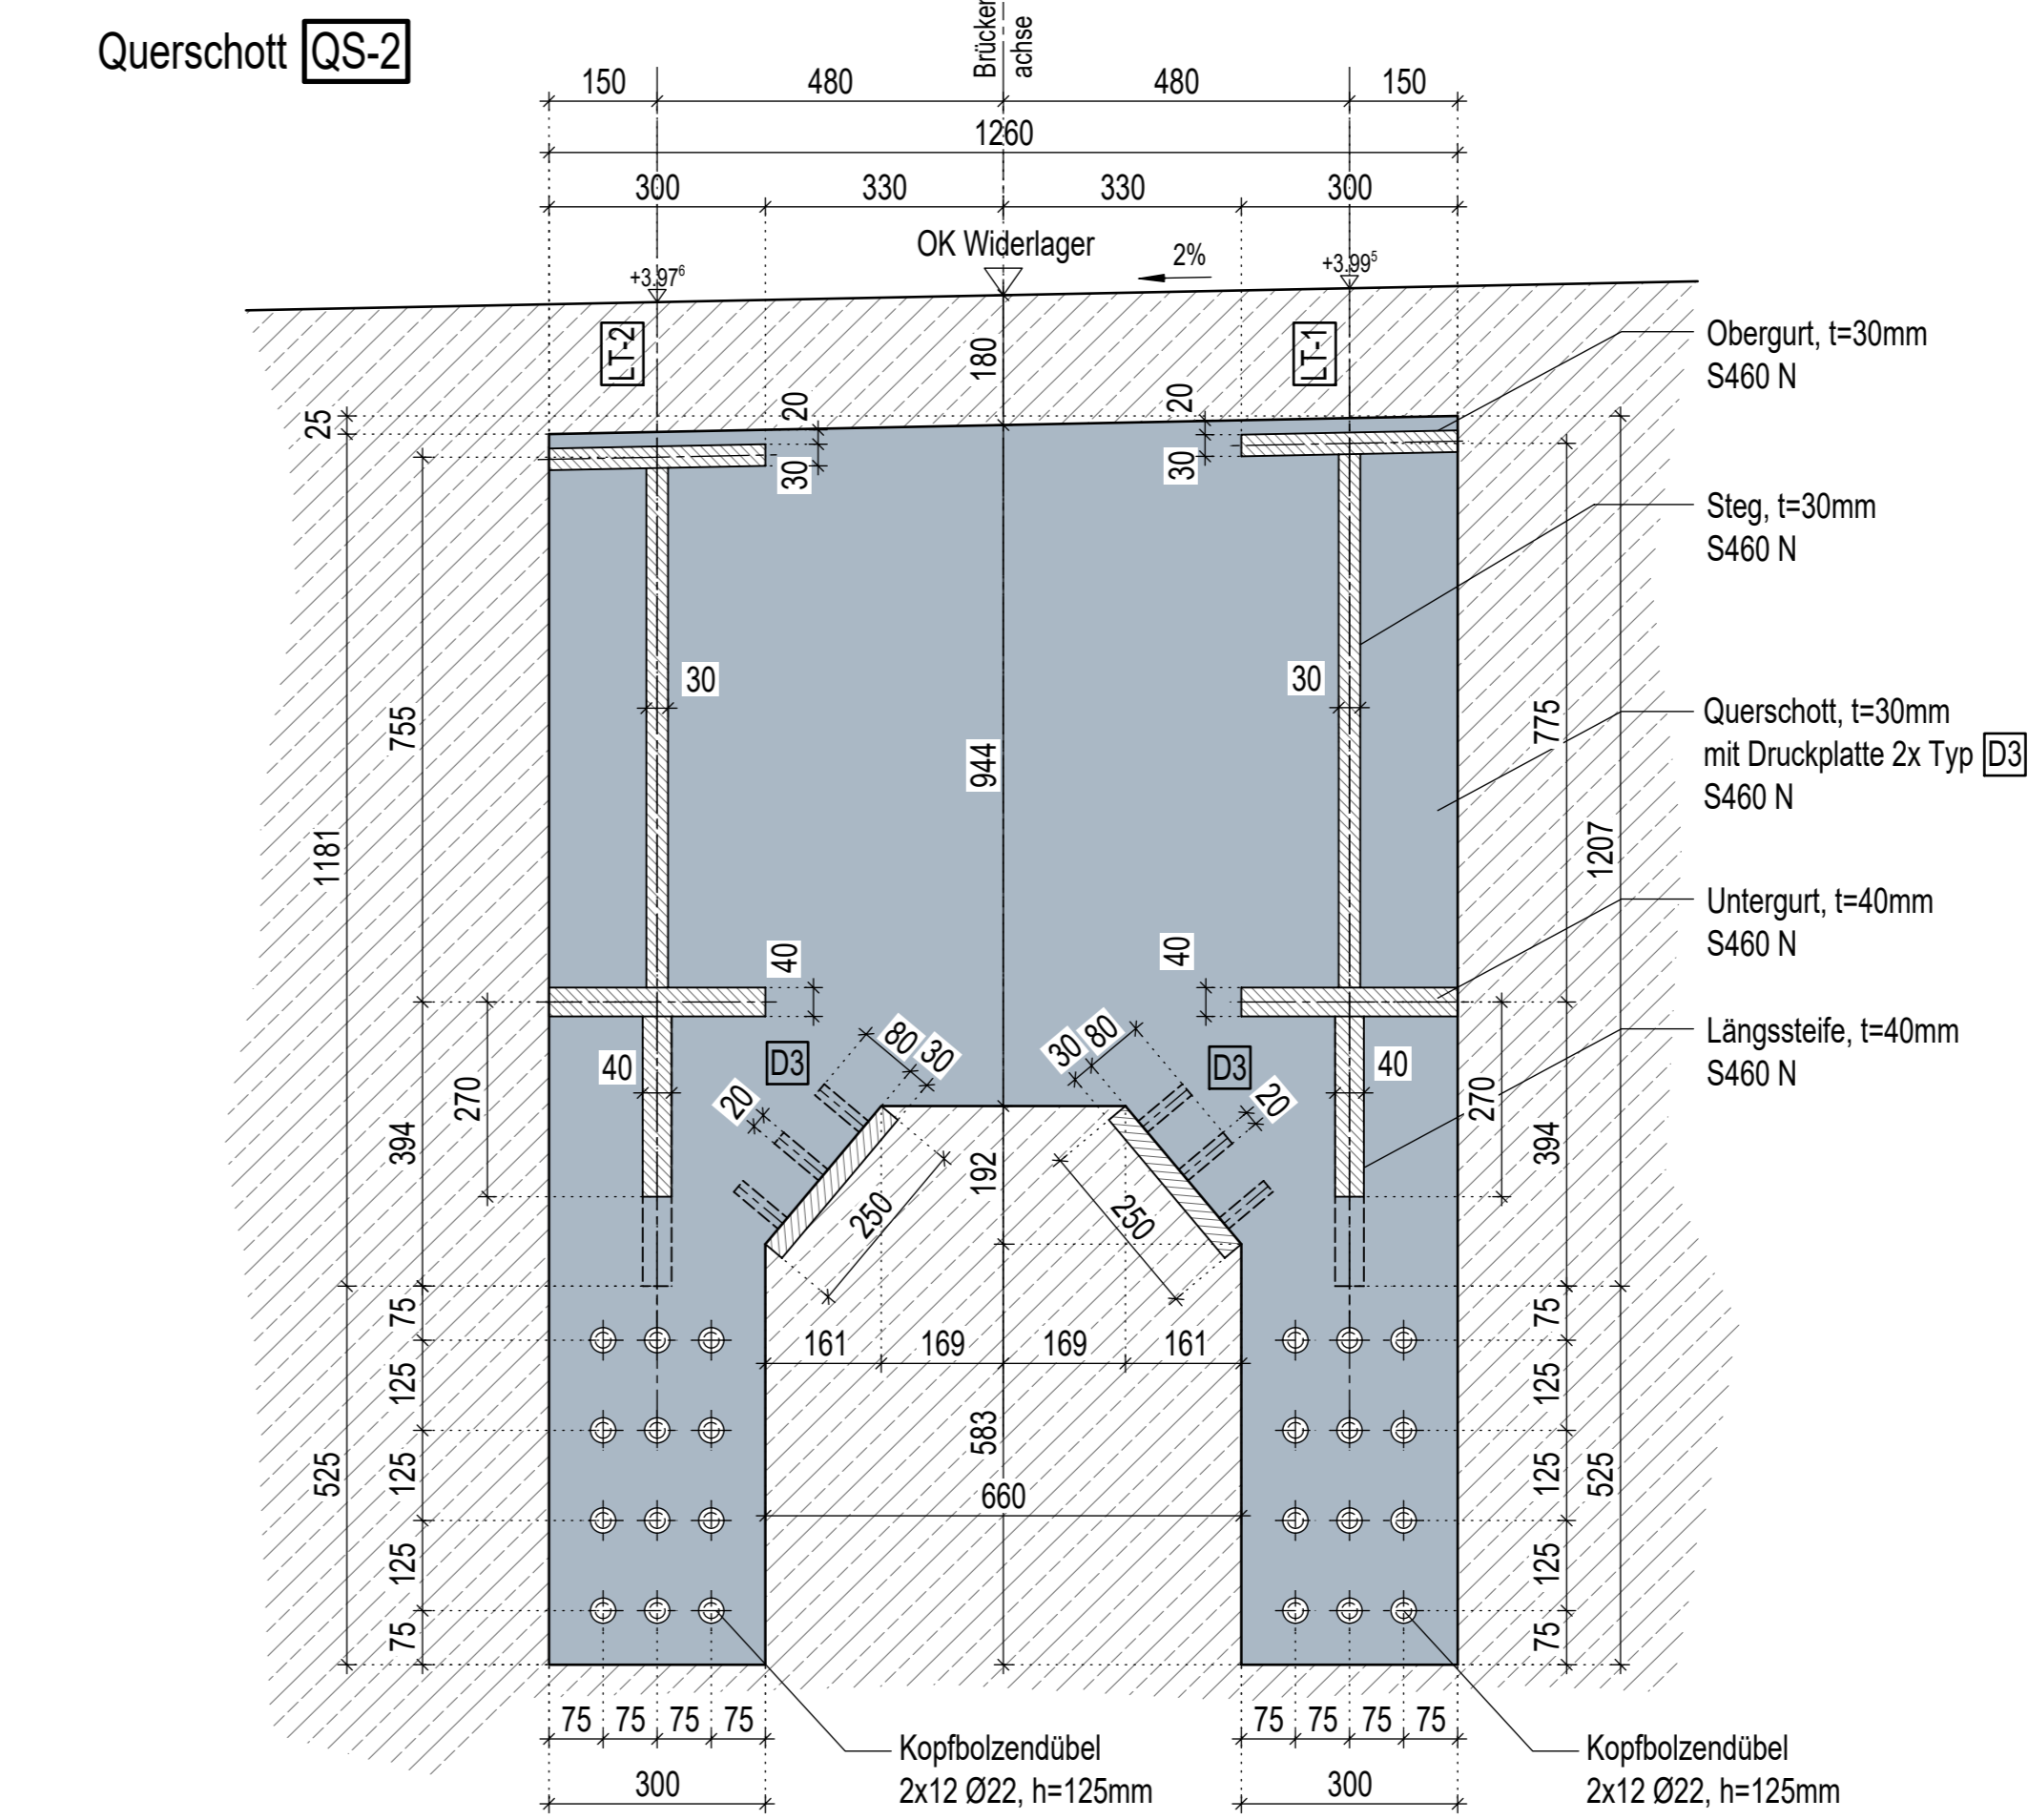 Querschott QS-2
Brücken
achse
150 480 480 150
1260
300 330 330 300
OK Widerlager
2%
+3.97⁶
+3.99⁵
LT-2
LT-1
180
25
20
20
30
30
Obergurt, t=30mm
S460 N
Steg, t=30mm
S460 N
30
30
755
775
944
Querschott, t=30mm
mit Druckplatte 2x Typ D3
S460 N
1181
1207
Untergurt, t=40mm
S460 N
40
40
Längssteife, t=40mm
S460 N
80
30
30
80
D3
D3
40
40
20
20
270
270
394
394
192
250
250
75
75
161 169 169 161
125
125
583
525
525
125
125
660
125
125
75
75
75 75 75 75
75 75 75 75
Kopfbolzendübel
2x12 Ø22, h=125mm
Kopfbolzendübel
2x12 Ø22, h=125mm
300
300